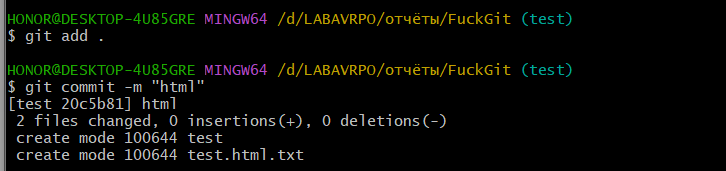 HONOR@DESKTOP-4U85GRE MINGW64 /d/LABAVRPO/отчёты/FuckGit (test)
$ git add .
HONOR@DESKTOP-4U85GRE MINGW64 /d/LABAVRPO/отчёты/FuckGit (test)
$ git commit -m "html"
[test 20c5b81] html
 2 files changed, 0 insertions(+), 0 deletions(-)
 create mode 100644 test
 create mode 100644 test.html.txt